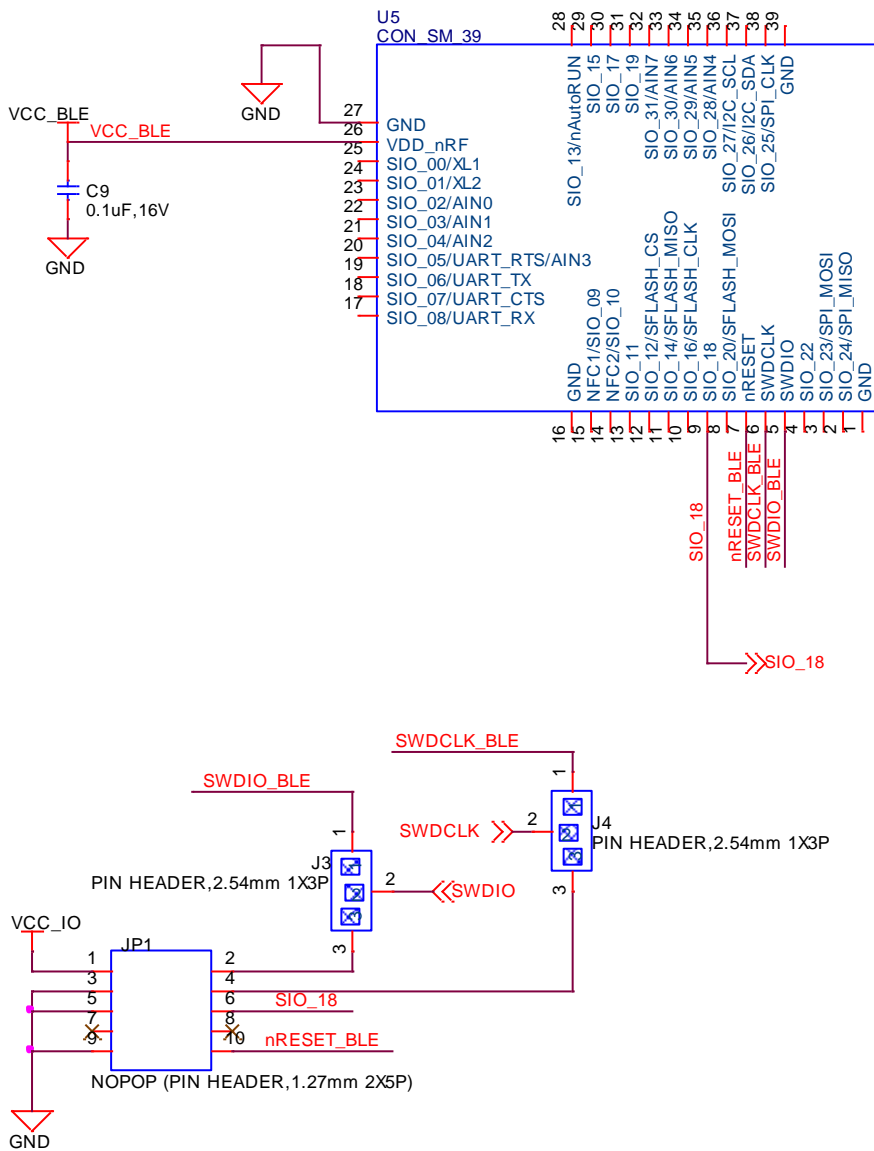 U5
CON_SM_39
28
29
30
31
32
33
34
35
36
37
38
39
SIO_13/nAutoRUN
SIO_15
SIO_17
SIO_19
SIO_31/AIN7
SIO_30/AIN6
SIO_29/AIN5
SIO_28/AIN4
SIO_27/I2C_SCL
SIO_26/I2C_SDA
SIO_25/SPI_CLK
GND
GND
VCC_BLE
VCC_BLE
C9
0.1uF,16V
GND
27
26
25
24
23
22
21
20
19
18
17
GND
VDD_nRF
SIO_00/XL1
SIO_01/XL2
SIO_02/AIN0
SIO_03/AIN1
SIO_04/AIN2
SIO_05/UART_RTS/AIN3
SIO_06/UART_TX
SIO_07/UART_CTS
SIO_08/UART_RX
GND
NFC1/SIO_09
NFC2/SIO_10
SIO_11
SIO_12/SFLASH_CS
SIO_14/SFLASH_MISO
SIO_16/SFLASH_CLK
SIO_18
SIO_20/SFLASH_MOSI
nRESET
SWDCLK
SWDIO
SIO_22
SIO_23/SPI_MOSI
SIO_24/SPI_MISO
GND
16
15
14
13
12
11
10
9
8
7
6
5
4
3
2
1
SIO_18
nRESET_BLE
SWDCLK_BLE
SWDIO_BLE
SIO_18
SWDCLK_BLE
SWDIO_BLE
1
1
SWDCLK
2
J4
PIN HEADER,2.54mm 1X3P
3
J3
PIN HEADER,2.54mm 1X3P
2
SWDIO
3
VCC_IO
JP1
1
3
5
7
9
2
4
6
8
10
SIO_18
nRESET_BLE
NOPOP (PIN HEADER,1.27mm 2X5P)
GND